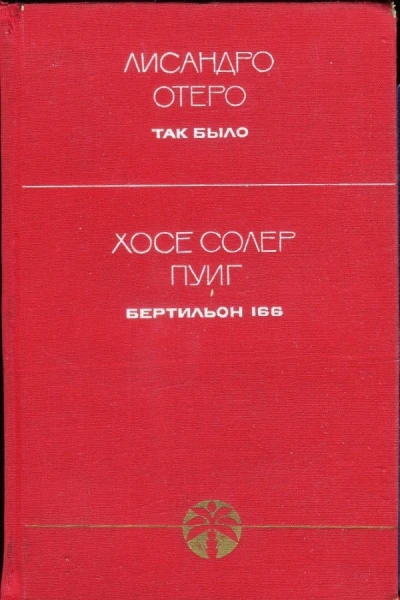 ЛИСАНДРО
ОТЕРО
ТАК БЫЛО
ХОСЕ СОЛЕР
ПУИГ
БЕРТИЛЬОН 166